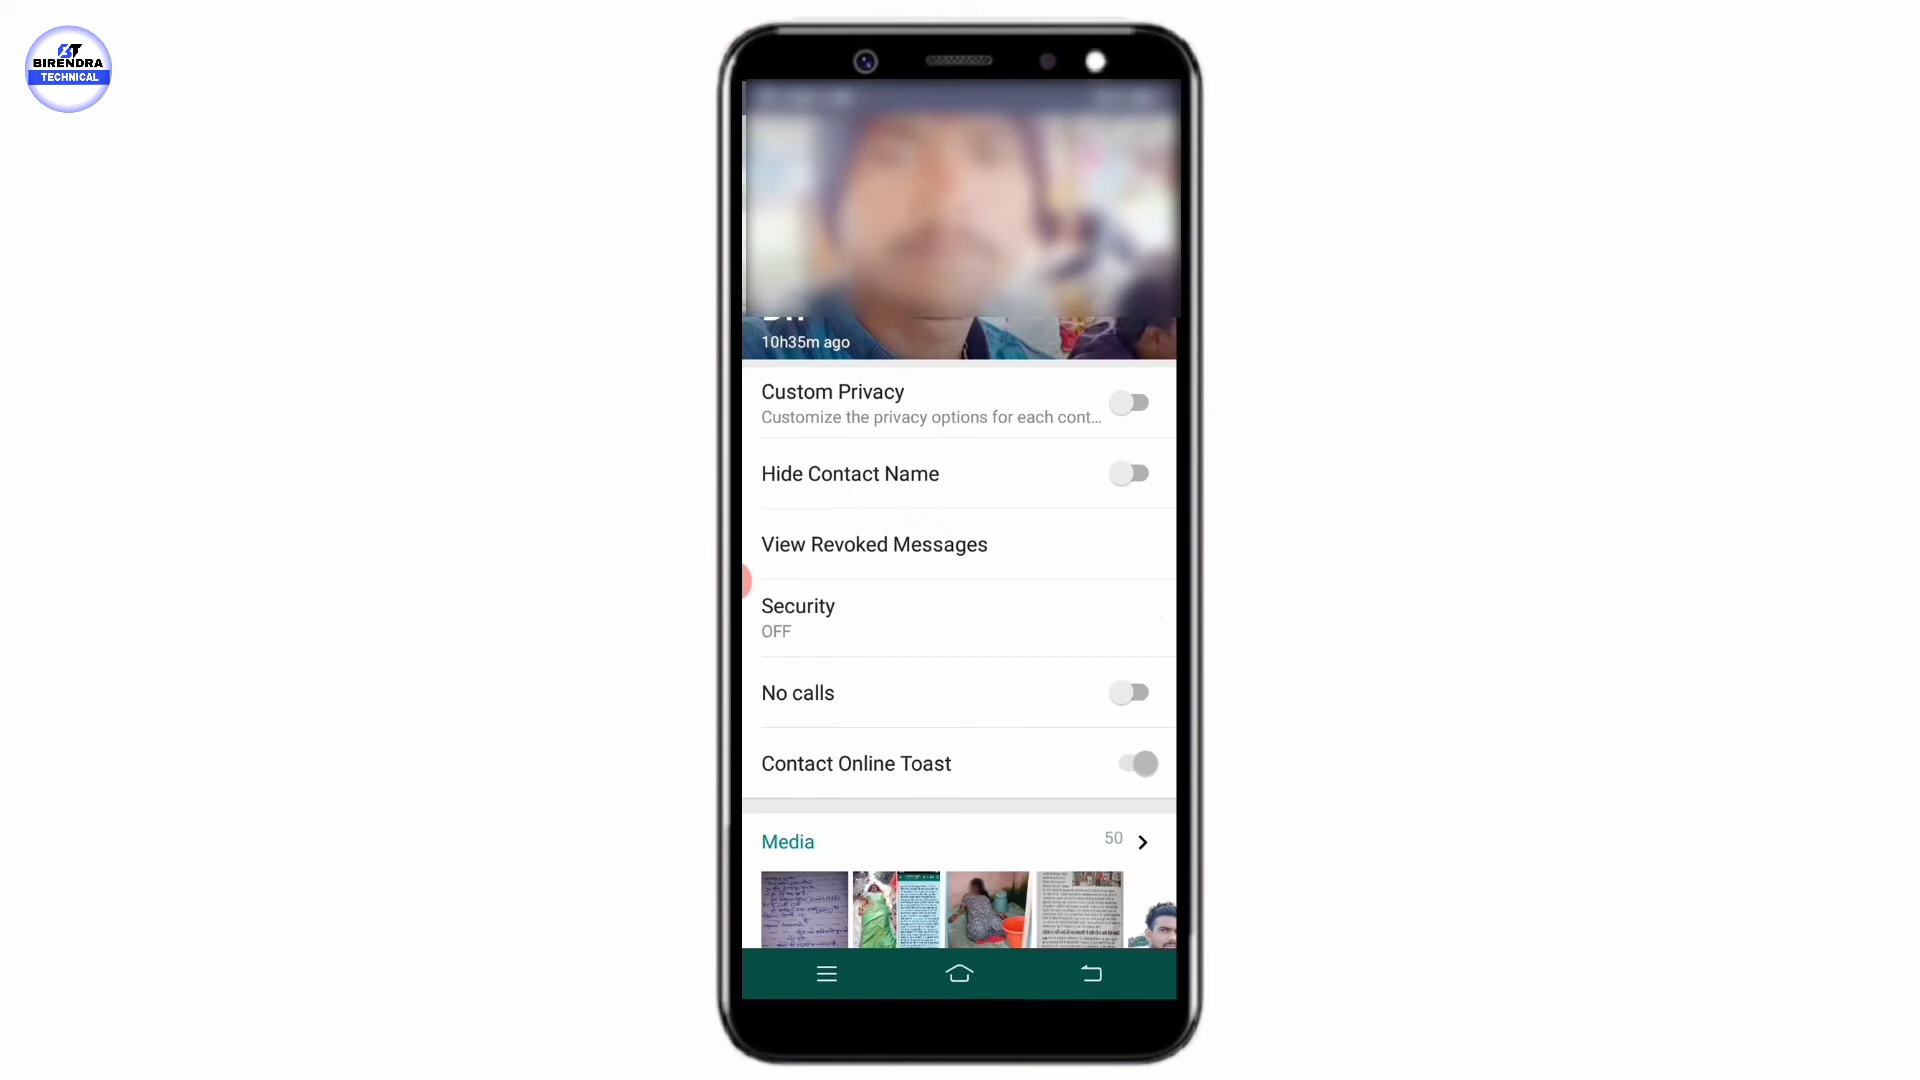 BT
BIRENDRA
TECHNICAL
10h35m ago
Custom Privacy
Customize the privacy options for each cont...
Hide Contact Name
View Revoked Messages
Security
OFF
No calls
Contact Online Toast
Media
50